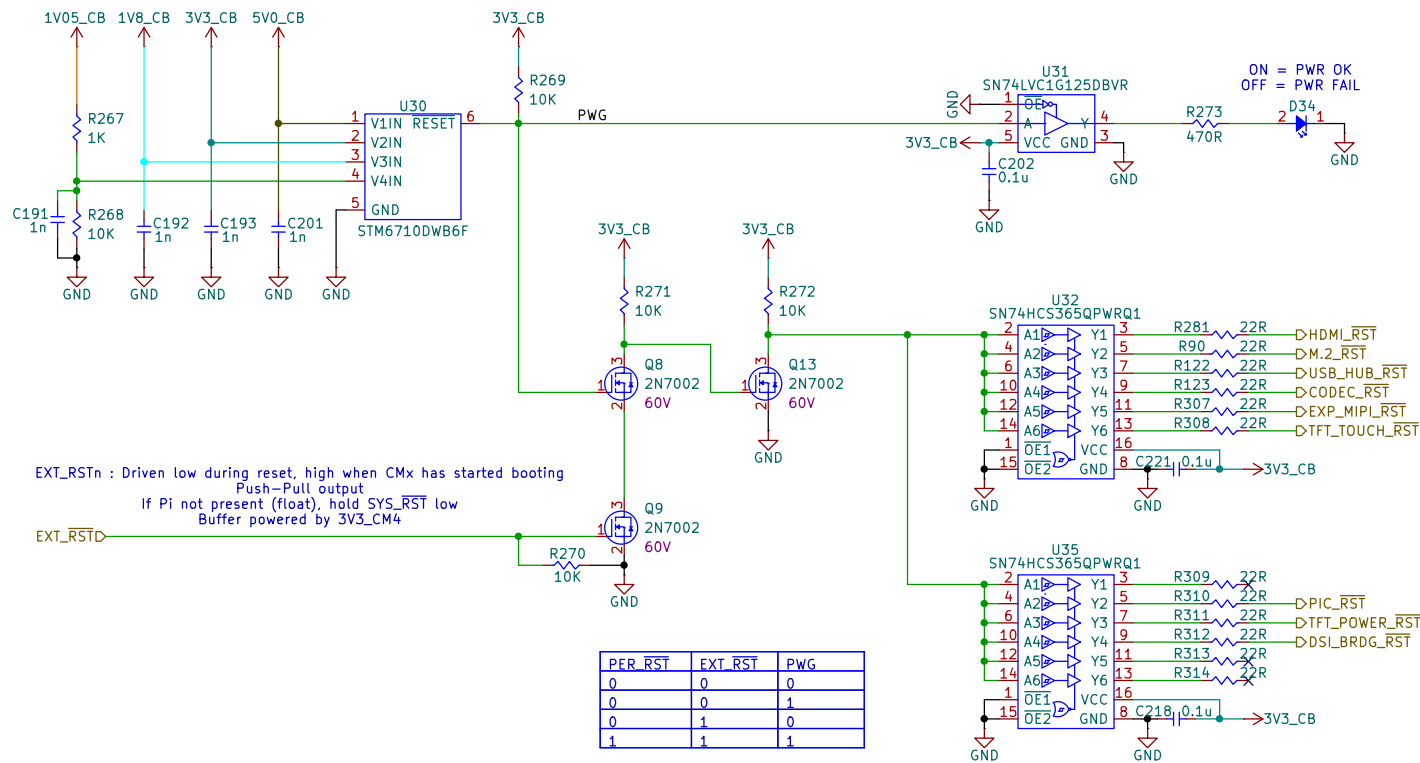 1V05_CB 1V8_CB 3V3_CB 5V0_CB 3V3_CB
R267
1K
C191
1n
R268
10K
GND
C192
1n
GND
C193
1n
GND
C201
1n
GND
GND
U30
1 V1IN RESET 6
2 V2IN
3 V3IN
4 V4IN
5 GND
STM6710DWB6F
R269
10K
PWG
U31
SN74LVC1G125DBVR
GND
1 OE
2 A Y 4
3V3_CB 5 VCC GND 3
C202
0.1u
GND
GND
R273
470R
ON = PWR OK
OFF = PWR FAIL
D34
2 1
GND
3V3_CB
R271
10K
3V3_CB
R272
10K
3
Q8
2N7002
60V
1
2
3
Q13
2N7002
60V
1
2
GND
EXT_RSTn : Driven low during reset, high when CMx has started booting
Push-Pull output
If Pi not present (float), hold SYS_RST low
Buffer powered by 3V3_CM4
EXT_RST
3
Q9
2N7002
60V
1
2
R270
10K
GND
U32
SN74HCS365QPWRQ1
2 A1 Y1 3 R281 22R HDMI_RST
4 A2 Y2 5 R90 22R M.2_RST
6 A3 Y3 7 R122 22R USB_HUB_RST
10 A4 Y4 9 R123 22R CODEC_RST
12 A5 Y5 11 R307 22R EXP_MIPI_RST
14 A6 Y6 13 R308 22R TFT_TOUCH_RST
1 OE1 VCC 16
15 OE2 GND 8 C221 0.1u 3V3_CB
GND GND
U35
SN74HCS365QPWRQ1
2 A1 Y1 3 R309 22R
4 A2 Y2 5 R310 22R PIC_RST
6 A3 Y3 7 R311 22R TFT_POWER_RST
10 A4 Y4 9 R312 22R DSI_BRDG_RST
12 A5 Y5 11 R313 22R
14 A6 Y6 13 R314 22R
1 OE1 VCC 16
15 OE2 GND 8 C218 0.1u 3V3_CB
GND GND
PER_RST EXT_RST PWG
0 0 0
0 0 1
0 1 0
1 1 1